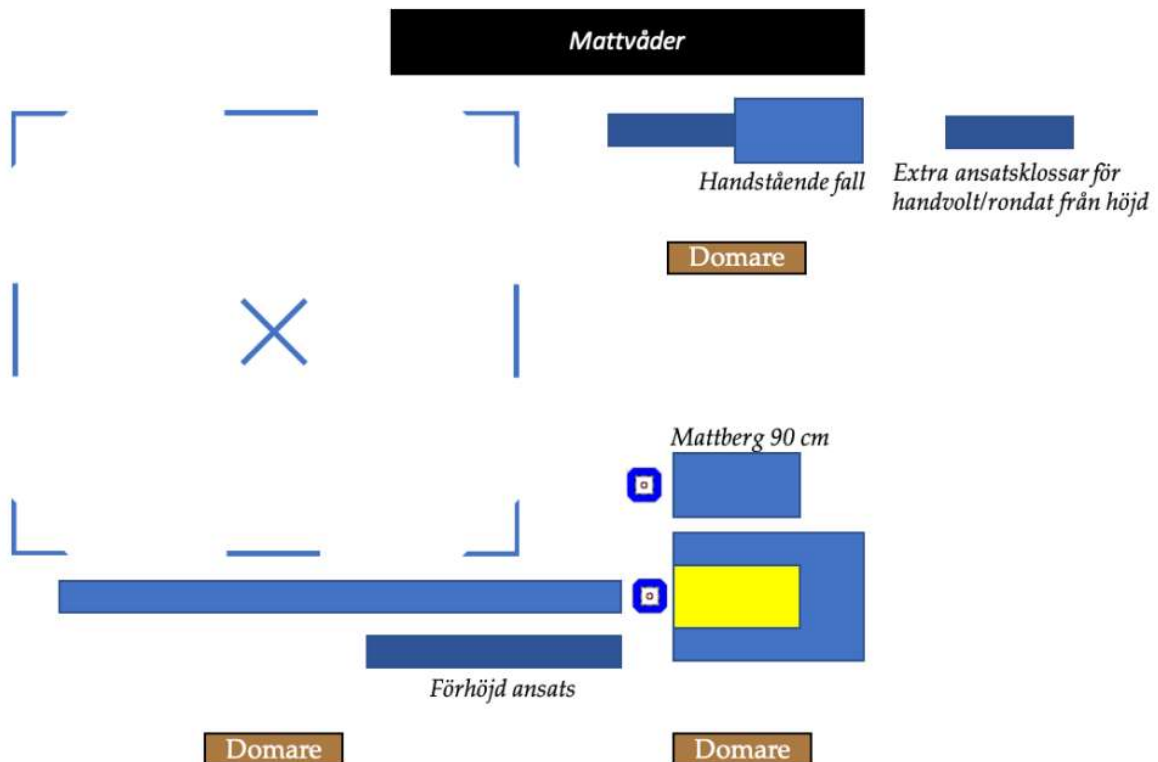 Mattvåder
Handstående fall
Extra ansatsklossar för
handvolt/rondat från höjd
Domare
Mattberg 90 cm
Förhöjd ansats
Domare
Domare